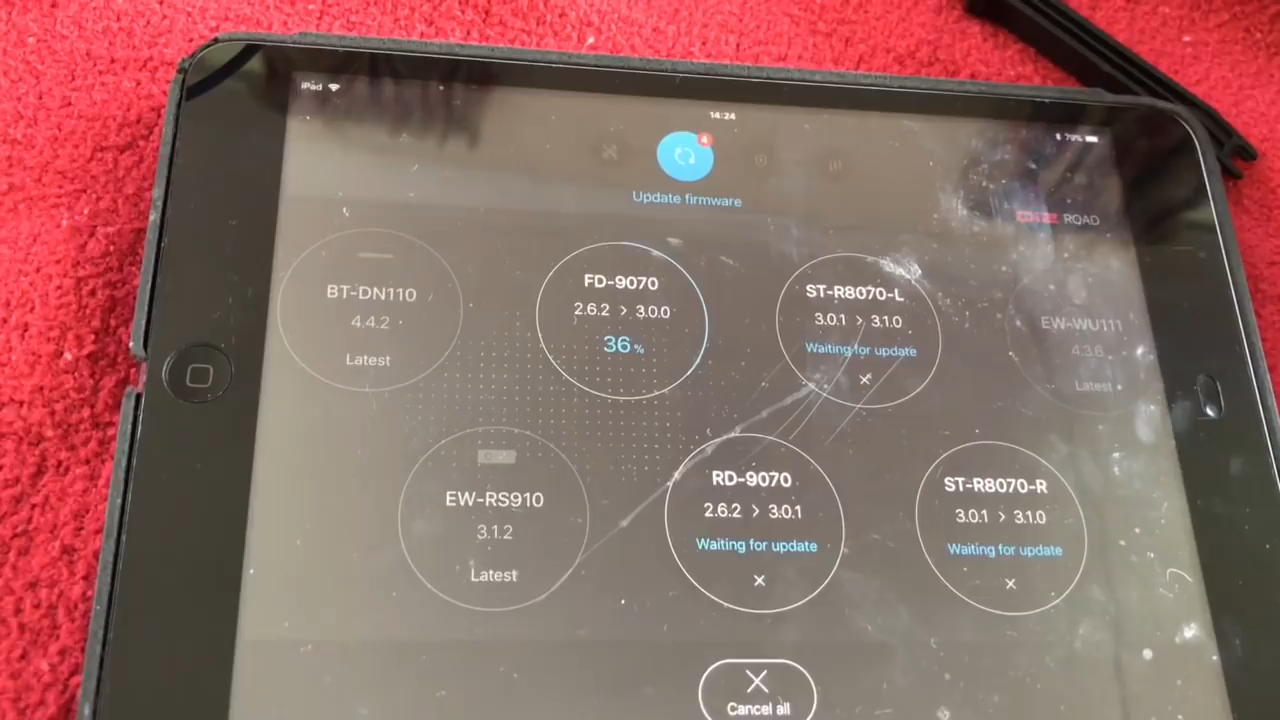 iPad
14:24
79%
4
Update firmware
ROAD
BT-DN110
4.4.2
Latest
FD-9070
2.6.2 > 3.0.0
36 %
ST-R8070-L
3.0.1 > 3.1.0
Waiting for update
EW-WU111
4.3.6
Latest
EW-RS910
3.1.2
Latest
RD-9070
2.6.2 > 3.0.1
Waiting for update
ST-R8070-R
3.0.1 > 3.1.0
Waiting for update
Cancel all